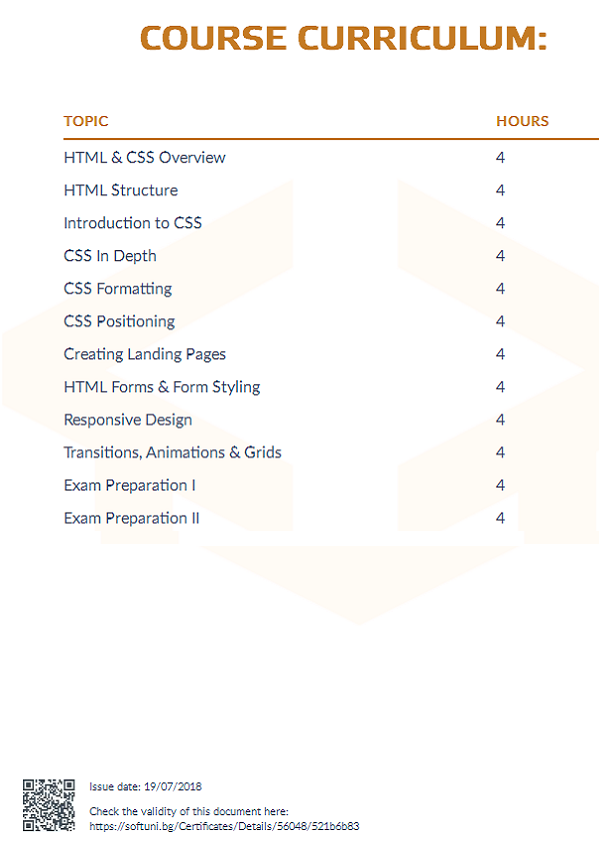 COURSE CURRICULUM:
TOPIC HOURS
HTML & CSS Overview 4
HTML Structure 4
Introduction to CSS 4
CSS In Depth 4
CSS Formatting 4
CSS Positioning 4
Creating Landing Pages 4
HTML Forms & Form Styling 4
Responsive Design 4
Transitions, Animations & Grids 4
Exam Preparation I 4
Exam Preparation II 4
Issue date: 19/07/2018
Check the validity of this document here:
https://softuni.bg/Certificates/Details/56048/521b6b83